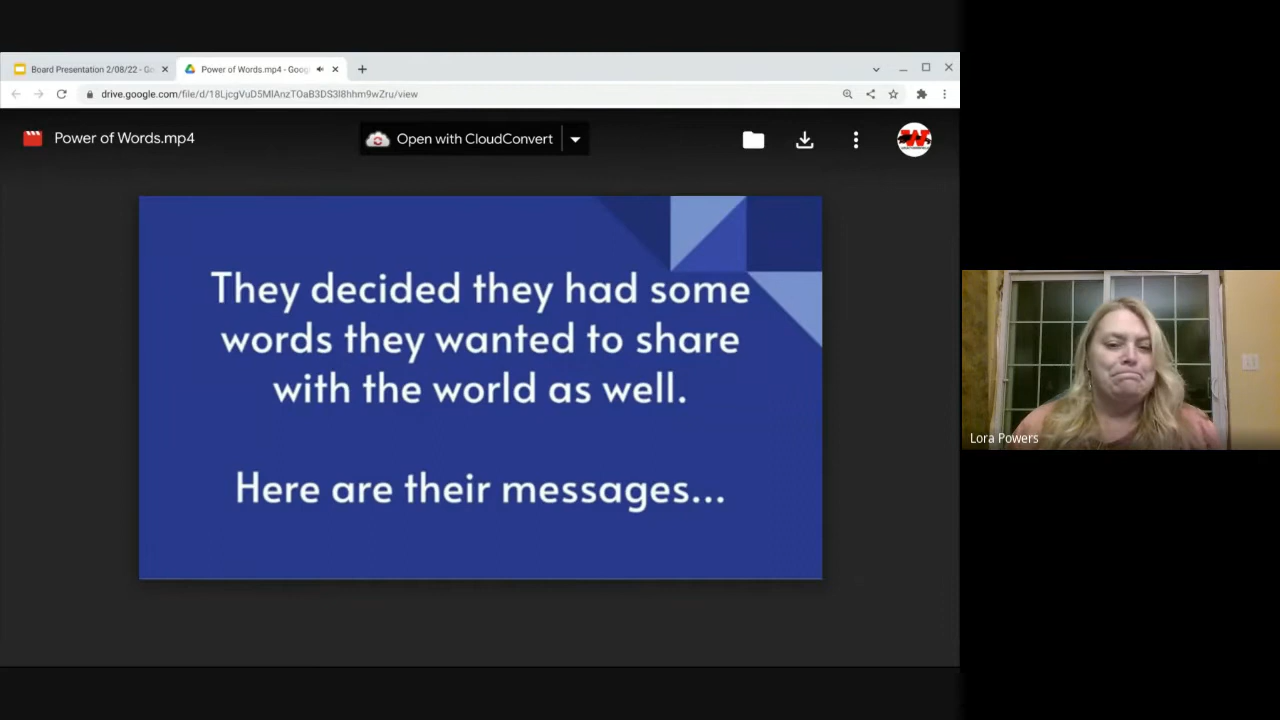 Board Presentation 2/08/22 - Go
Power of Words.mp4 - Goog
drive.google.com/file/d/18LjcgVuD5MlAnzTOaB3DS3l8hhm9wZru/view
Power of Words.mp4
Open with CloudConvert
W
They decided they had some
words they wanted to share
with the world as well.
Here are their messages...
Lora Powers